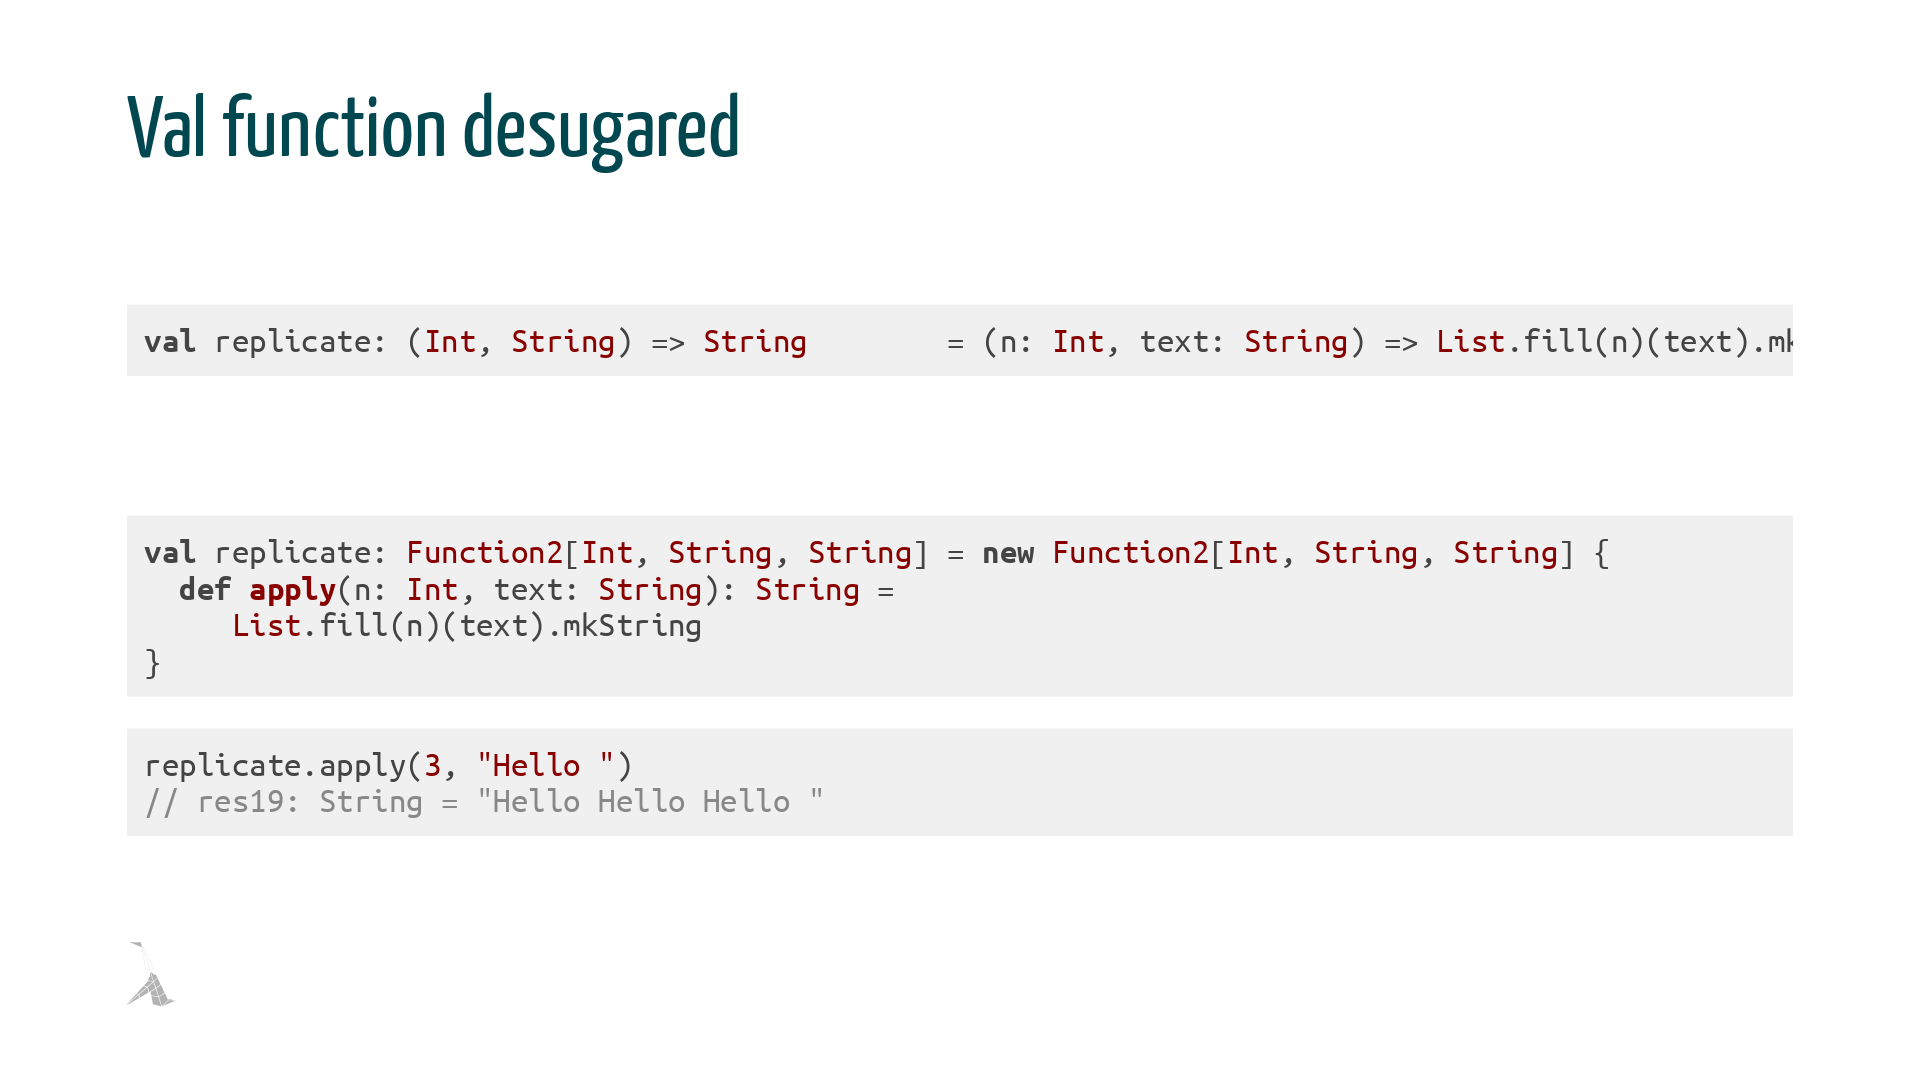 Val function desugared
val replicate: (Int, String) => String        = (n: Int, text: String) => List.fill(n)(text).mk
val replicate: Function2[Int, String, String] = new Function2[Int, String, String] {
  def apply(n: Int, text: String): String =
     List.fill(n)(text).mkString
}
replicate.apply(3, "Hello ")
// res19: String = "Hello Hello Hello "